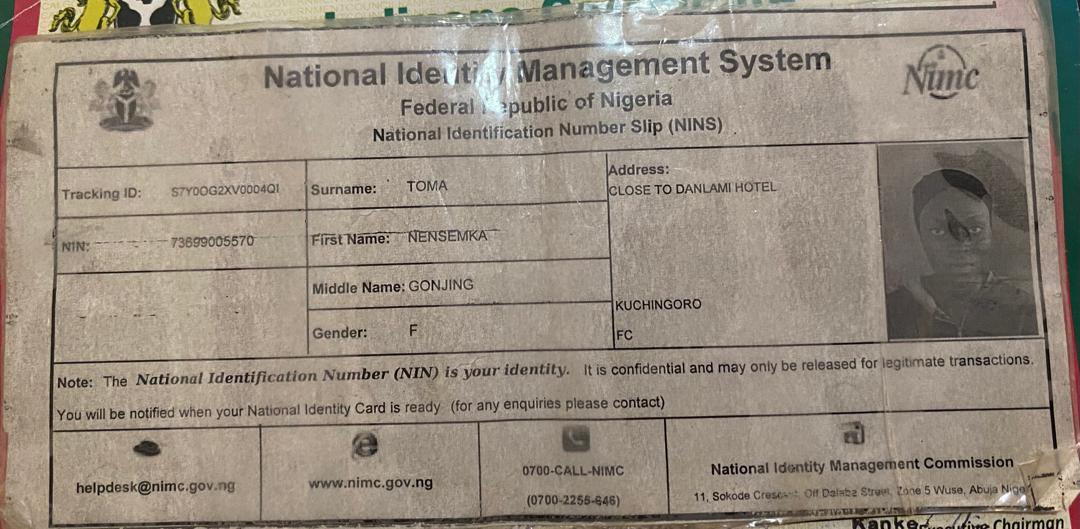 National Identity Management System
Federal Republic of Nigeria
National Identification Number Slip (NINS)
Nimc
Tracking ID: S7Y0OG2XV0004QI
Surname: TOMA
Address:
CLOSE TO DANLAMI HOTEL
NIN: 73699005570
First Name: NENSEMKA
Middle Name: GONJING
KUCHINGORO
Gender: F
FC
Note: The National Identification Number (NIN) is your identity. It is confidential and may only be released for legitimate transactions.
You will be notified when your National Identity Card is ready (for any enquiries please contact)
helpdesk@nimc.gov.ng
www.nimc.gov.ng
0700-CALL-NIMC
(0700-2255-646)
National Identity Management Commission
11, Sokode Crescent, Off Dalaba Street, Zone 5 Wuse, Abuja
Kanke
Chairman